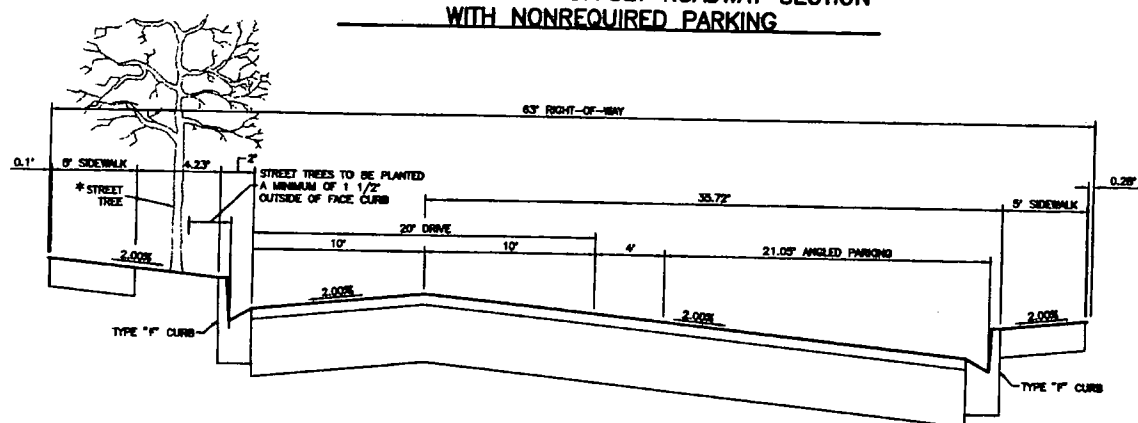 ROADWAY SECTION
WITH NONREQUIRED PARKING
63' RIGHT-OF-WAY
0.1'
SIDEWALK
4.23'
2'
STREET TREES TO BE PLANTED
A MINIMUM OF 1 1/2'
OUTSIDE OF FACE CURB
* STREET
TREE
35.72'
0.28'
5' SIDEWALK
20' DRIVE
10'
10'
4'
21.05' ANGLED PARKING
2.00%
2.00%
2.00%
2.00%
TYPE "F" CURB
TYPE "F" CURB